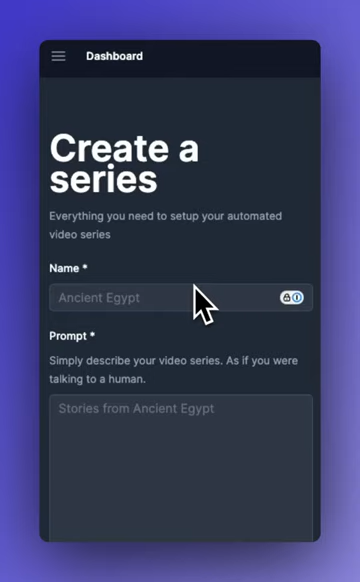 Dashboard
Create a
series
Everything you need to setup your automated
video series
Name *
Ancient Egypt
Prompt *
Simply describe your video series. As if you were
talking to a human.
Stories from Ancient Egypt